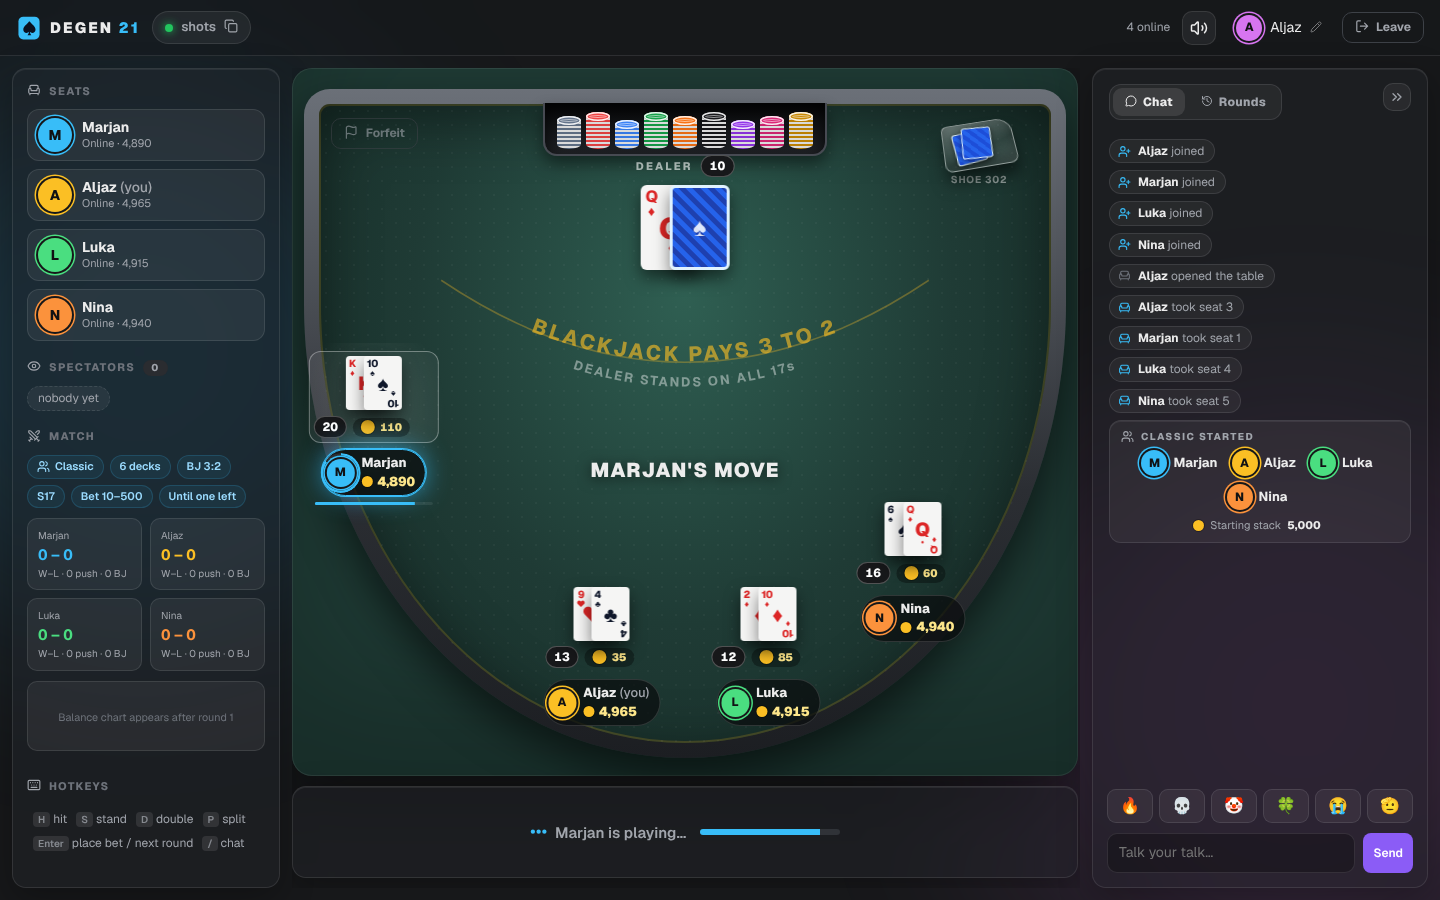 DEGEN 21
shots
4 online
A
Aljaz
Leave
SEATS
M
Marjan
Online · 4,890
A
Aljaz (you)
Online · 4,965
L
Luka
Online · 4,915
N
Nina
Online · 4,940
SPECTATORS 0
nobody yet
MATCH
Classic
6 decks
BJ 3:2
S17
Bet 10–500
Until one left
Marjan
0 – 0
W–L · 0 push · 0 BJ
Aljaz
0 – 0
W–L · 0 push · 0 BJ
Luka
0 – 0
W–L · 0 push · 0 BJ
Nina
0 – 0
W–L · 0 push · 0 BJ
Balance chart appears after round 1
HOTKEYS
H hit S stand D double P split
Enter place bet / next round / chat
Forfeit
DEALER 10
SHOE 302
Q
BLACKJACK PAYS 3 TO 2
DEALER STANDS ON ALL 17s
K
10
10
20
110
M
Marjan
4,890
MARJAN'S MOVE
6
Q
Q
Q
16
60
N
Nina
4,940
9
4
4
13
35
A
Aljaz (you)
4,965
2
10
10
12
85
L
Luka
4,915
Marjan is playing...
Chat
Rounds
Aljaz joined
Marjan joined
Luka joined
Nina joined
Aljaz opened the table
Aljaz took seat 3
Marjan took seat 1
Luka took seat 4
Nina took seat 5
CLASSIC STARTED
M Marjan A Aljaz L Luka
N Nina
Starting stack 5,000
Talk your talk...
Send